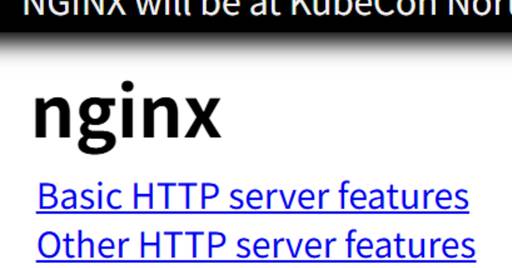 NGINX will be at KubeCon
nginx
Basic HTTP server features
Other HTTP server features